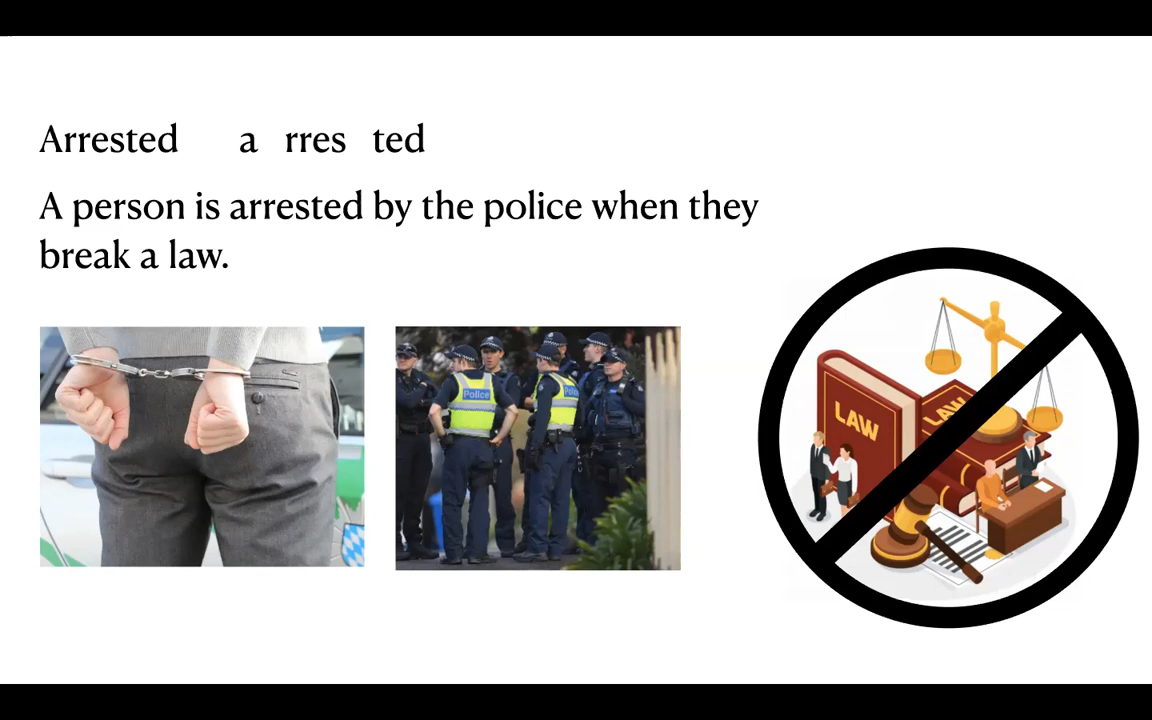 Arrested a rres ted
A person is arrested by the police when they
break a law.
Police
Police
LAW
LAW